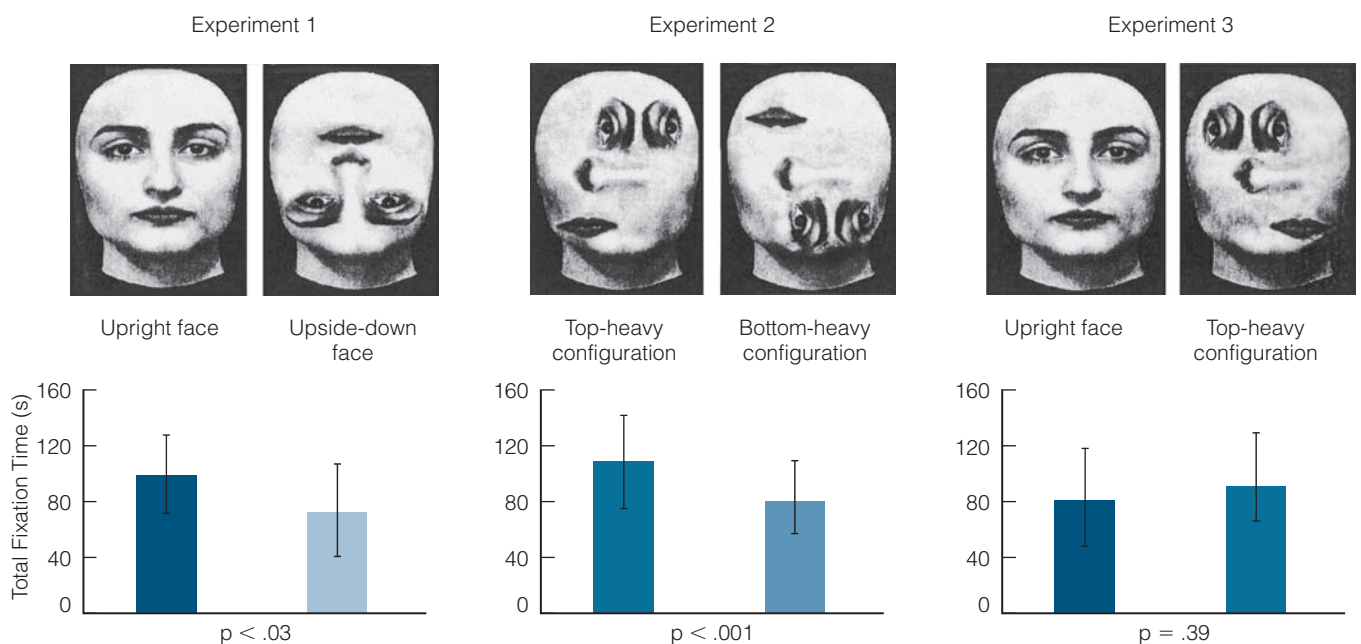 Experiment 1
Experiment 2
Experiment 3
Upright face
Upside-down
face
Top-heavy
configuration
Bottom-heavy
configuration
Upright face
Top-heavy
configuration
Total Fixation Time (s)
160
120
80
40
0
p < .03
160
120
80
40
0
p < .001
160
120
80
40
0
p = .39